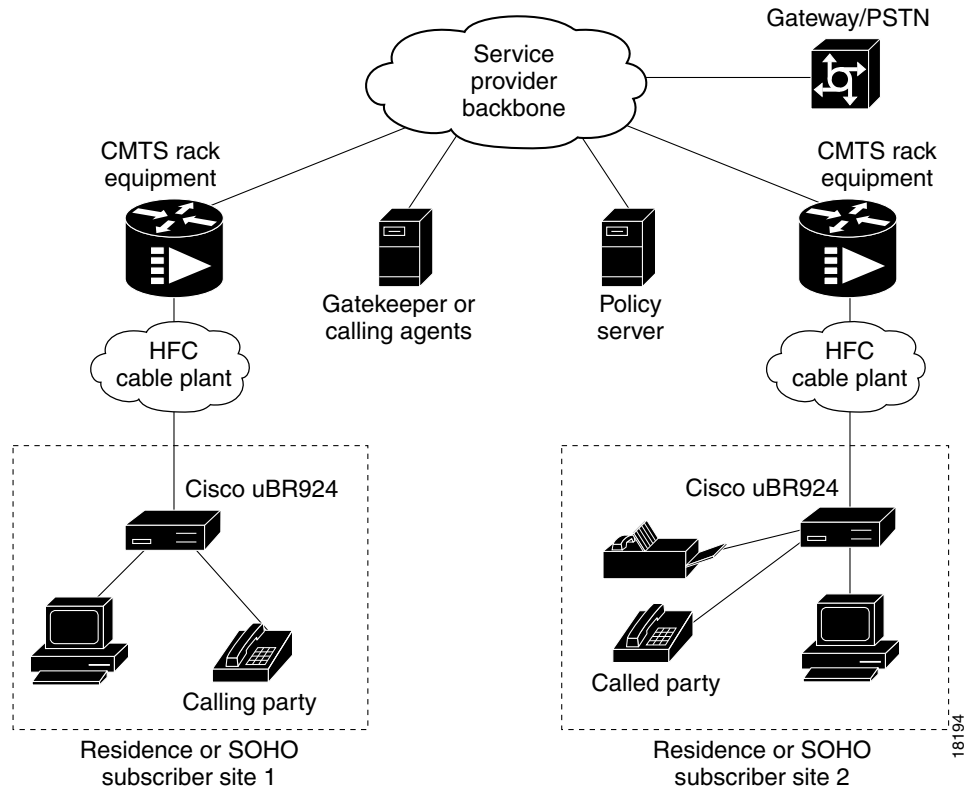 Gateway/PSTN
Service
provider
backbone
CMTS rack
equipment
CMTS rack
equipment
Gatekeeper or
calling agents
Policy
server
HFC
cable plant
HFC
cable plant
Cisco uBR924
Cisco uBR924
Calling party
Called party
Residence or SOHO
subscriber site 1
Residence or SOHO
subscriber site 2
18194